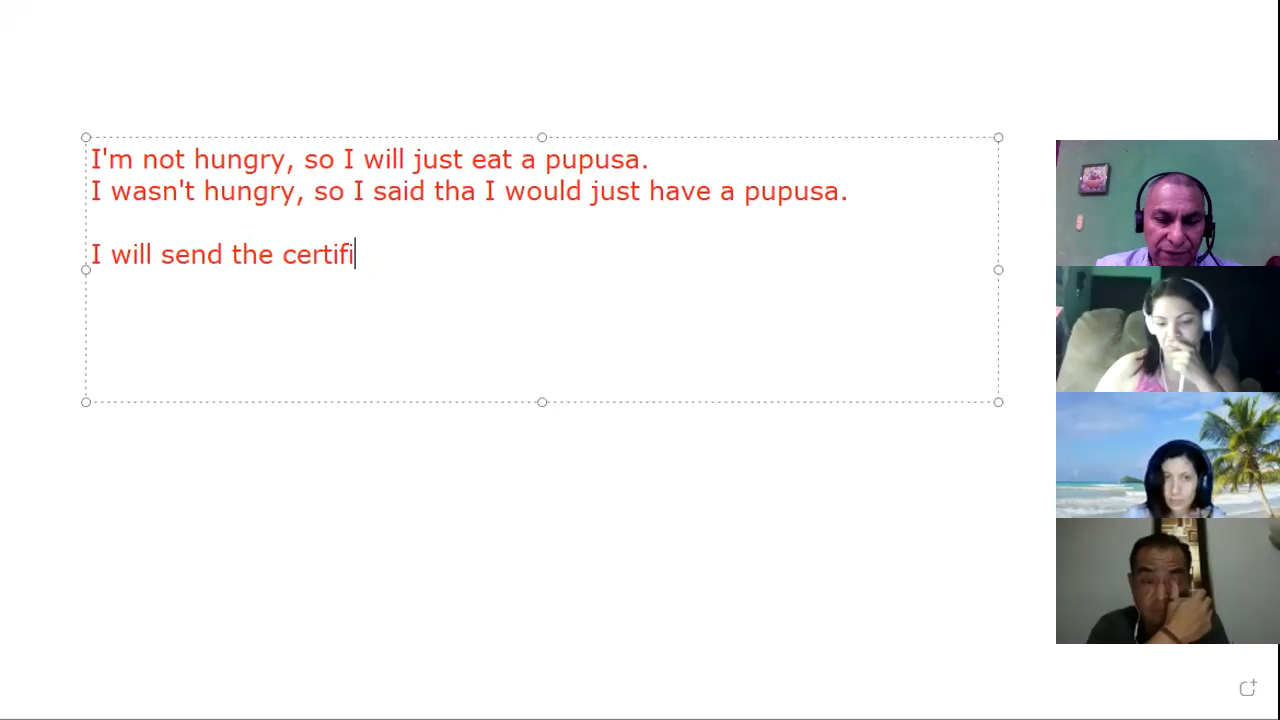 I'm not hungry, so I will just eat a pupusa.
I wasn't hungry, so I said tha I would just have a pupusa.
I will send the certifi